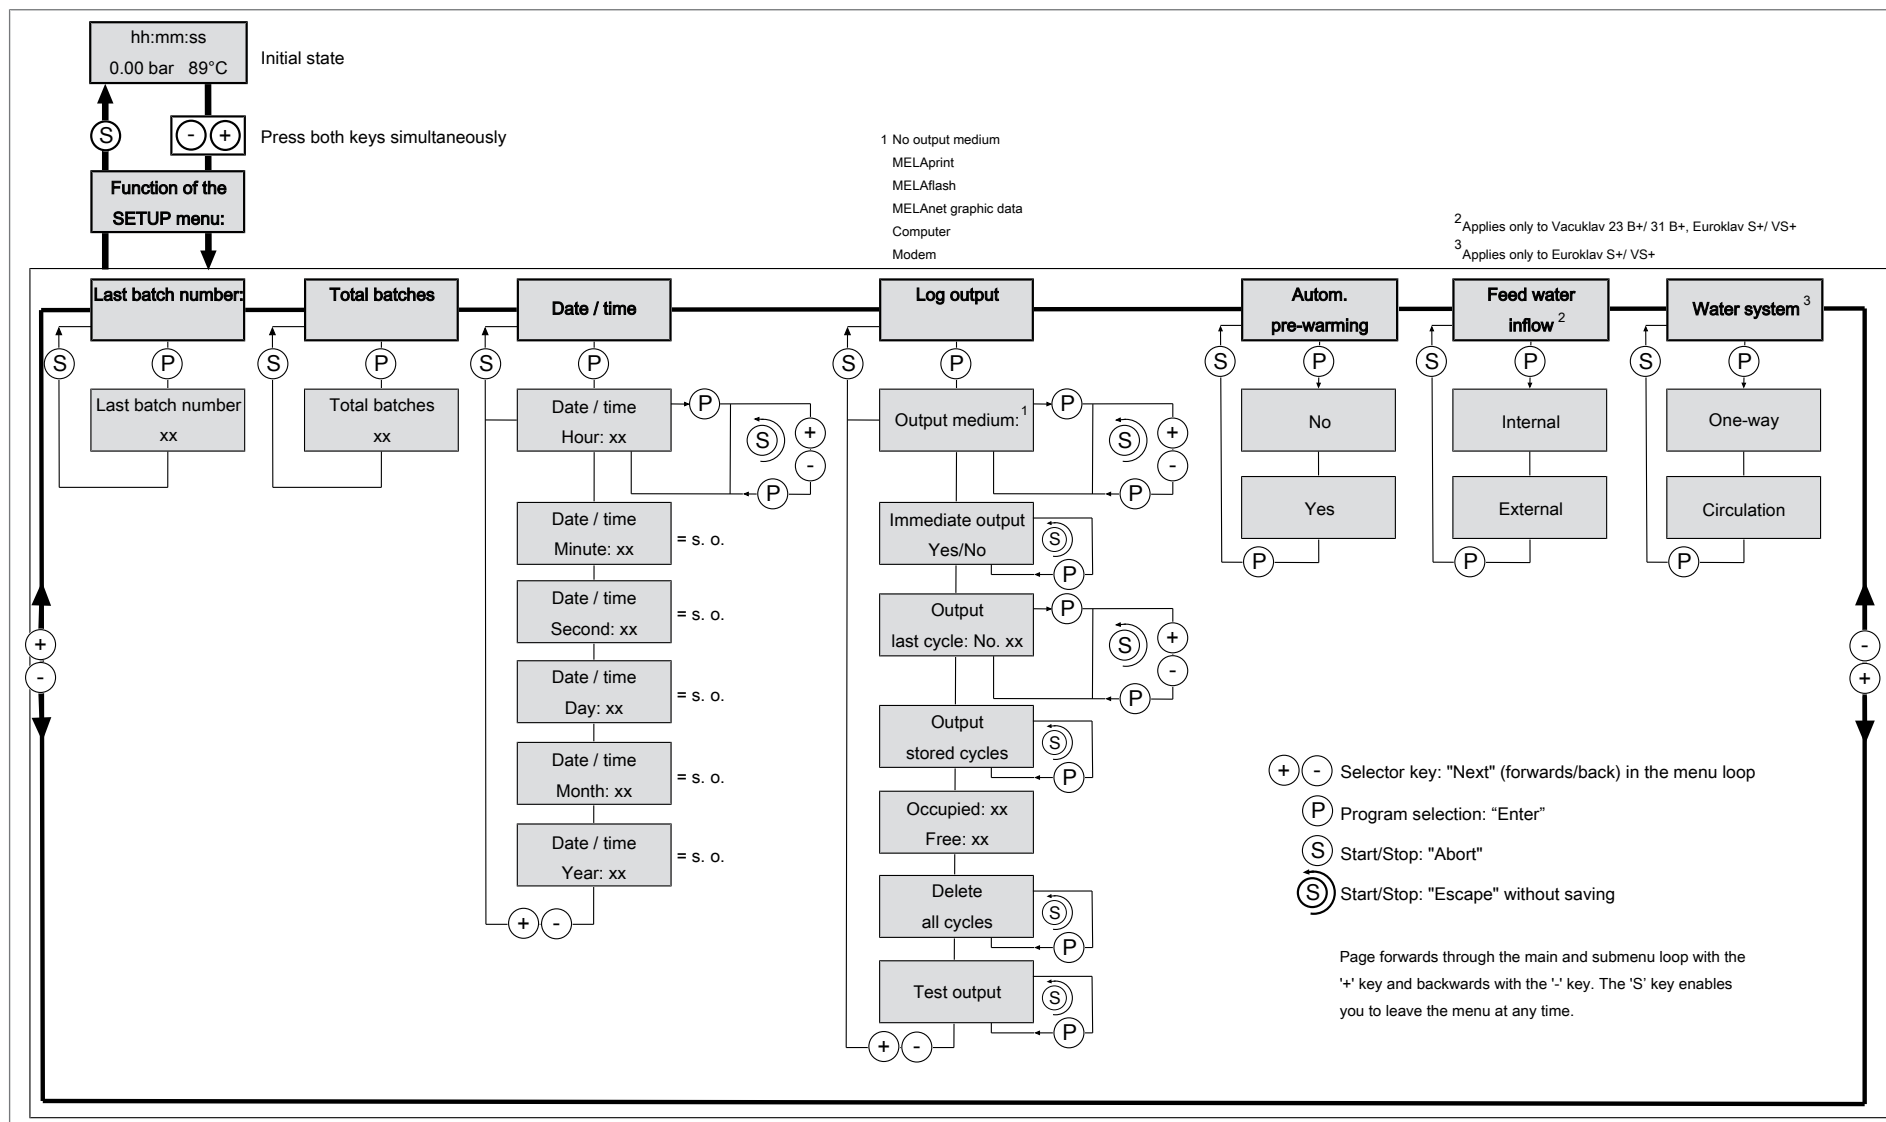 hh:mm:ss
0.00 bar 89°C
Initial state
S
- +
Press both keys simultaneously
Function of the
SETUP menu:
1 No output medium
MELAprint
MELAflash
MELAnet graphic data
Computer
Modem
2 Applies only to Vacuklav 23 B+/ 31 B+, Euroklav S+/ VS+
3 Applies only to Euroklav S+/ VS+
Last batch number:
S
P
Last batch number
xx
Total batches
S
P
Total batches
xx
Date / time
S
P
Date / time
Hour: xx
P
S
+
-
P
Date / time
Minute: xx
= s. o.
Date / time
Second: xx
= s. o.
Date / time
Day: xx
= s. o.
Date / time
Month: xx
= s. o.
Date / time
Year: xx
= s. o.
+ -
Log output
S
P
Output medium: 1
P
S
+
-
P
Immediate output
Yes/No
S
P
Output
last cycle: No. xx
P
S
+
-
P
Output
stored cycles
S
P
Occupied: xx
Free: xx
Delete
all cycles
S
P
Test output
S
P
+ -
Autom.
pre-warming
S
P
No
Yes
P
Feed water
inflow 2
S
P
Internal
External
P
Water system 3
S
P
One-way
Circulation
P
+
-
-
+
+ - Selector key: "Next" (forwards/back) in the menu loop
P Program selection: “Enter”
S Start/Stop: "Abort"
S Start/Stop: "Escape" without saving
Page forwards through the main and submenu loop with the
'+' key and backwards with the '-' key. The 'S’ key enables
you to leave the menu at any time.